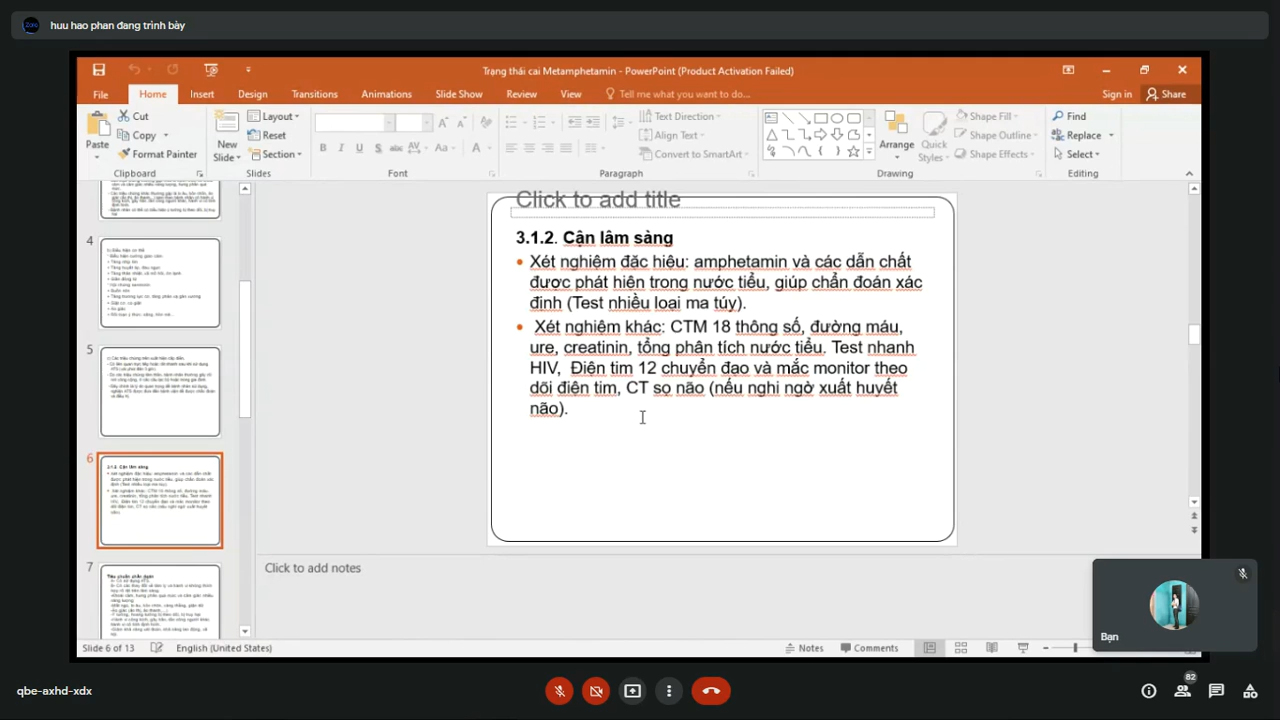 huu hao phan đang trình bày
Trạng thái cai Metamphetamin - PowerPoint (Product Activation Failed)
File Home Insert Design Transitions Animations Slide Show Review View Tell me what you want to do... Sign in Share
Paste
Cut
Copy
Format Painter
Clipboard
New Slide
Layout
Reset
Section
Slides
Font
Text Direction
Align Text
Convert to SmartArt
Paragraph
Arrange
Quick Styles
Shape Fill
Shape Outline
Shape Effects
Drawing
Find
Replace
Select
Editing
4
5
6
7
Click to add title
3.1.2. Cận lâm sàng
Xét nghiệm đặc hiệu: amphetamin và các dẫn chất
được phát hiện trong nước tiểu, giúp chẩn đoán xác
định (Test nhiều loại ma túy).
Xét nghiệm khác: CTM 18 thông số, đường máu,
ure, creatinin, tổng phân tích nước tiểu. Test nhanh
HIV, Điện tim 12 chuyển đạo và mắc monitor theo
dõi điện tim, CT sọ não (nếu nghi ngờ xuất huyết
não).
Click to add notes
Bạn
Slide 6 of 13 English (United States) Notes Comments
qbe-axhd-xdx
82